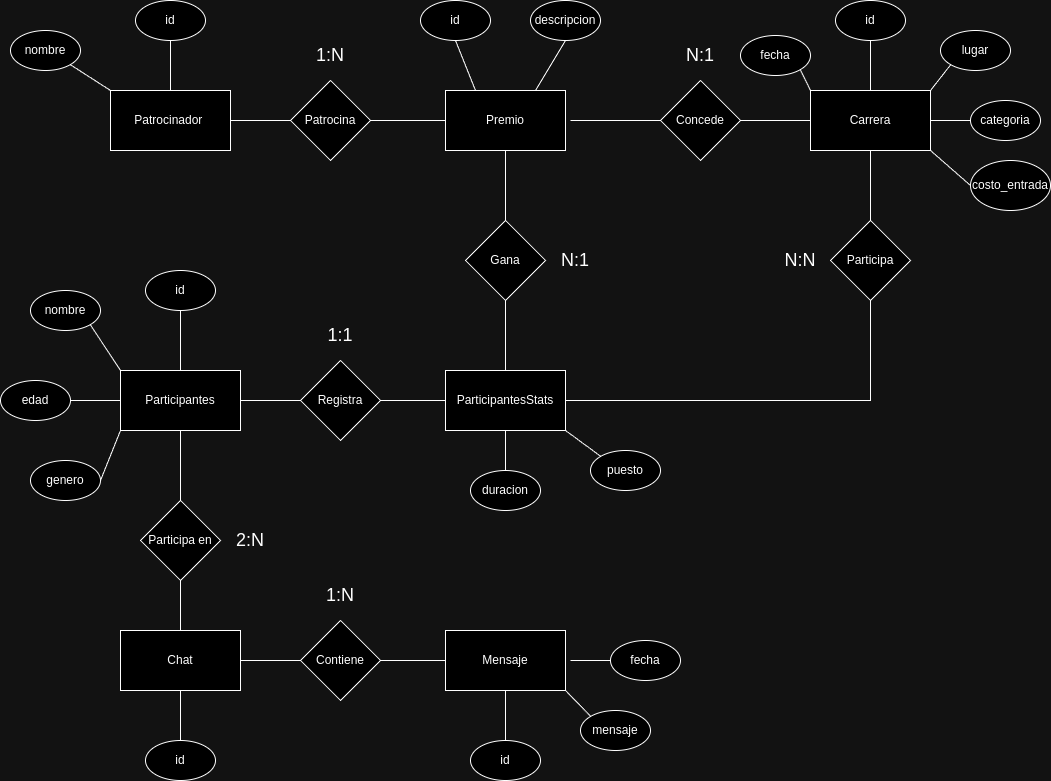 id
id
descripcion
id
nombre
fecha
lugar
1:N
N:1
Patrocinador
Patrocina
Premio
Concede
Carrera
categoria
costo_entrada
Gana
N:1
N:N
Participa
id
nombre
1:1
edad
Participantes
Registra
ParticipantesStats
genero
duracion
puesto
Participa en
2:N
1:N
Chat
Contiene
Mensaje
fecha
mensaje
id
id